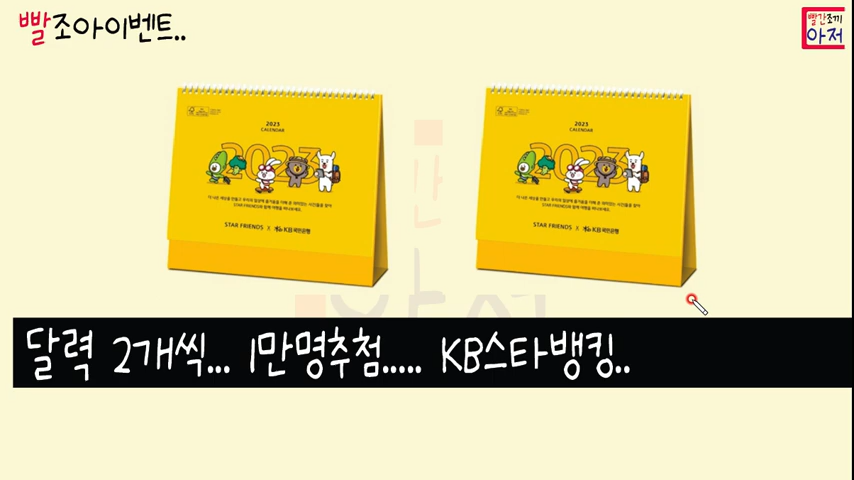 빨조아이벤트..
빨간조끼
아저
2023
CALENDAR
2023
STAR FRIENDS X KB국민은행
2023
CALENDAR
2023
STAR FRIENDS X KB국민은행
달력 2개씩... 1만명추첨..... KB스타뱅킹..